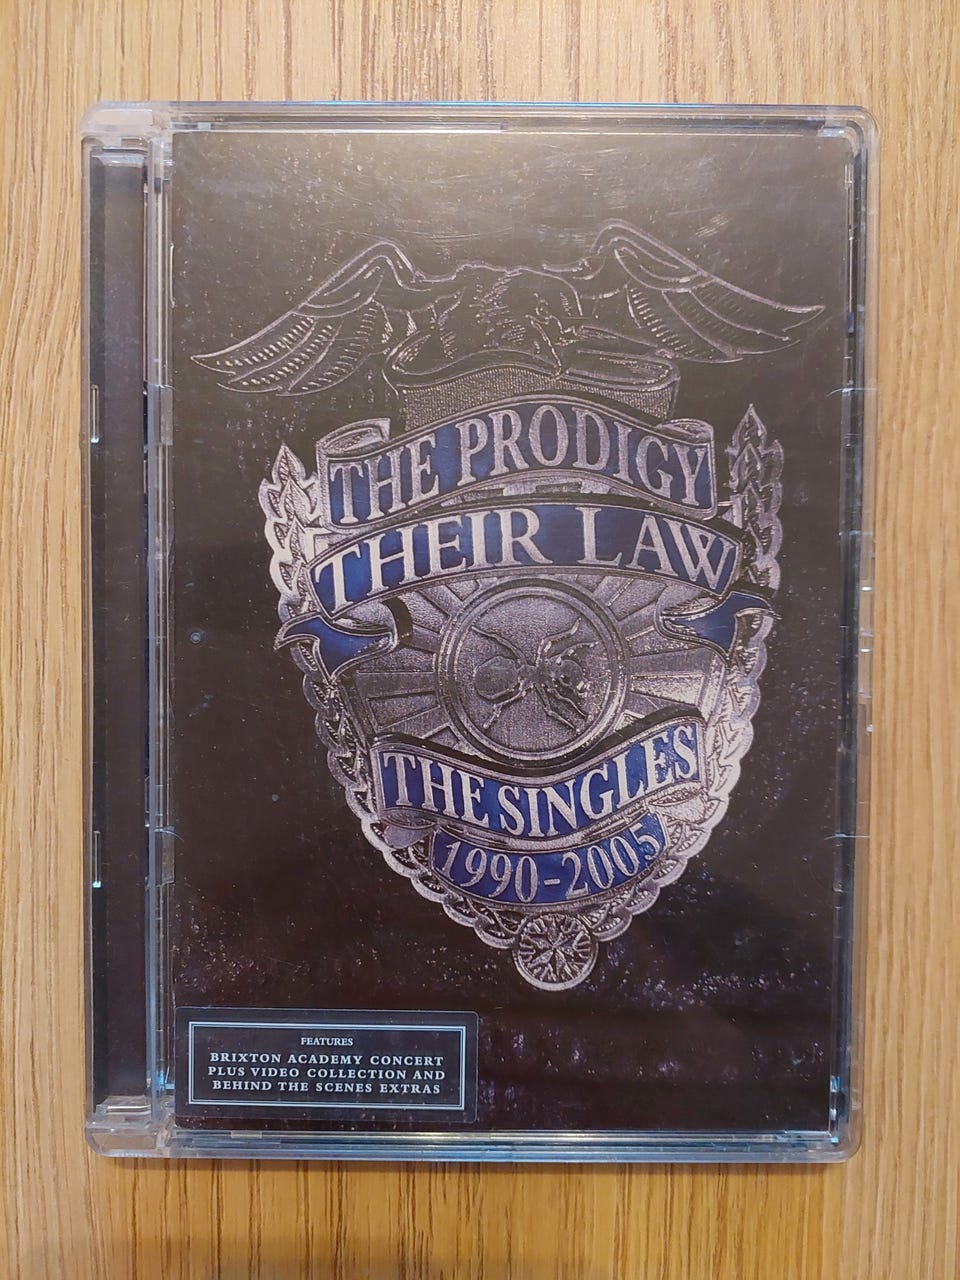 THE PRODIGY
THEIR LAW
THE SINGLES
1990-2005
FEATURES
BRIXTON ACADEMY CONCERT
PLUS VIDEO COLLECTION AND
BEHIND THE SCENES EXTRAS